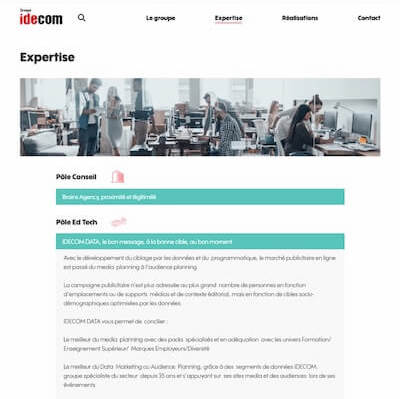 Groupe
idecom
Le groupe
Expertise
Réalisations
Contact
Expertise
Pôle Conseil
Brains Agency, proximité et légitimité
Pôle Ed Tech
IDECOM DATA, le bon message, à la bonne cible, au bon moment
Avec le développement du ciblage par les données et du programmatique, le marché publicitaire en ligne
est passé du media planning à l'audience planning.
La campagne publicitaire n'est plus adressée au plus grand nombre de personnes en fonction
d'emplacements ou de supports médias et de contexte éditorial, mais en fonction de cibles socio-
démographiques optimisées par les données.
IDECOM DATA vous permet de concilier :
Le meilleur du media planning avec des packs spécialisés et en adéquation avec les univers Formation/
Enseignement Supérieur/ Marques Employeurs/Diversité
Le meilleur du Data Marketing ou Audience Planning, grâce à des segments de données IDECOM,
groupe spécialiste du secteur depuis 35 ans et s'appuyant sur ses sites media et des audiences lors de ses
évènements